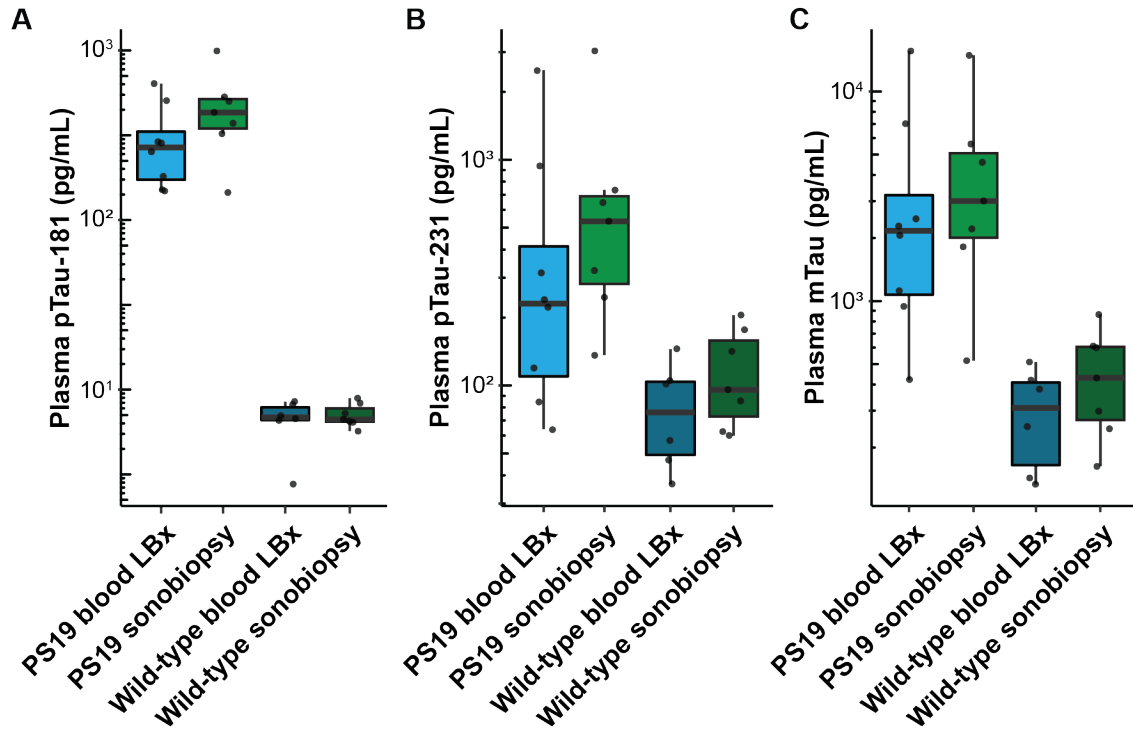 A
Plasma pTau-181 (pg/mL)
10³
10²
10¹
PS19 blood LBx
PS19 sonobiopsy
Wild-type blood LBx
Wild-type sonobiopsy
B
Plasma pTau-231 (pg/mL)
10³
10²
PS19 blood LBx
PS19 sonobiopsy
Wild-type blood LBx
Wild-type sonobiopsy
C
Plasma mTau (pg/mL)
10⁴
10³
PS19 blood LBx
PS19 sonobiopsy
Wild-type blood LBx
Wild-type sonobiopsy